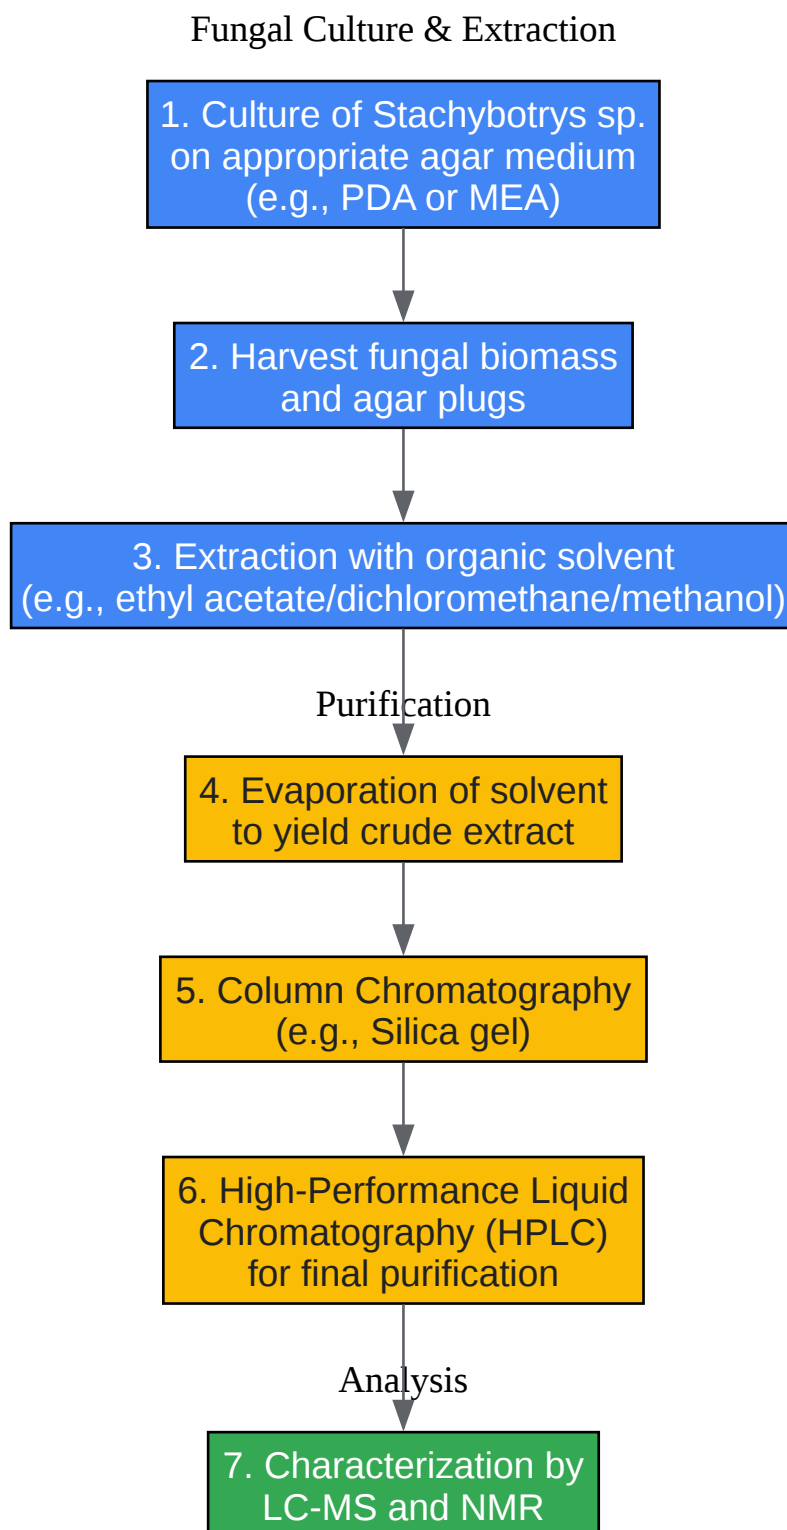 Fungal Culture & Extraction
1. Culture of Stachybotrys sp.
on appropriate agar medium
(e.g., PDA or MEA)
2. Harvest fungal biomass
and agar plugs
3. Extraction with organic solvent
(e.g., ethyl acetate/dichloromethane/methanol)
Purification
4. Evaporation of solvent
to yield crude extract
5. Column Chromatography
(e.g., Silica gel)
6. High-Performance Liquid
Chromatography (HPLC)
for final purification
Analysis
7. Characterization by
LC-MS and NMR